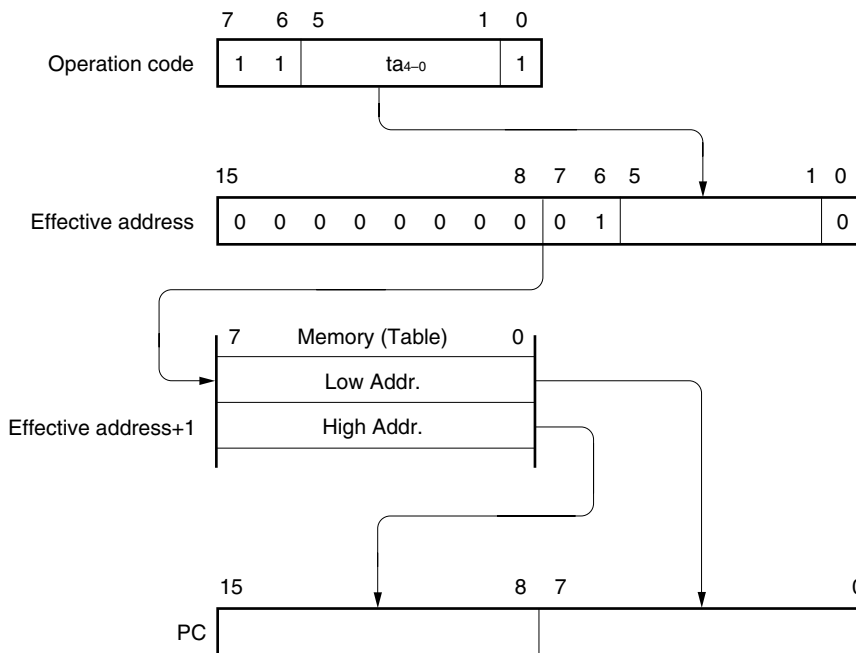 7 6 5 1 0
Operation code 1 1 ta4–0 1
15 8 7 6 5 1 0
Effective address 0 0 0 0 0 0 0 0 0 1 0
7 Memory (Table) 0
Low Addr.
Effective address+1 High Addr.
15 8 7 0
PC